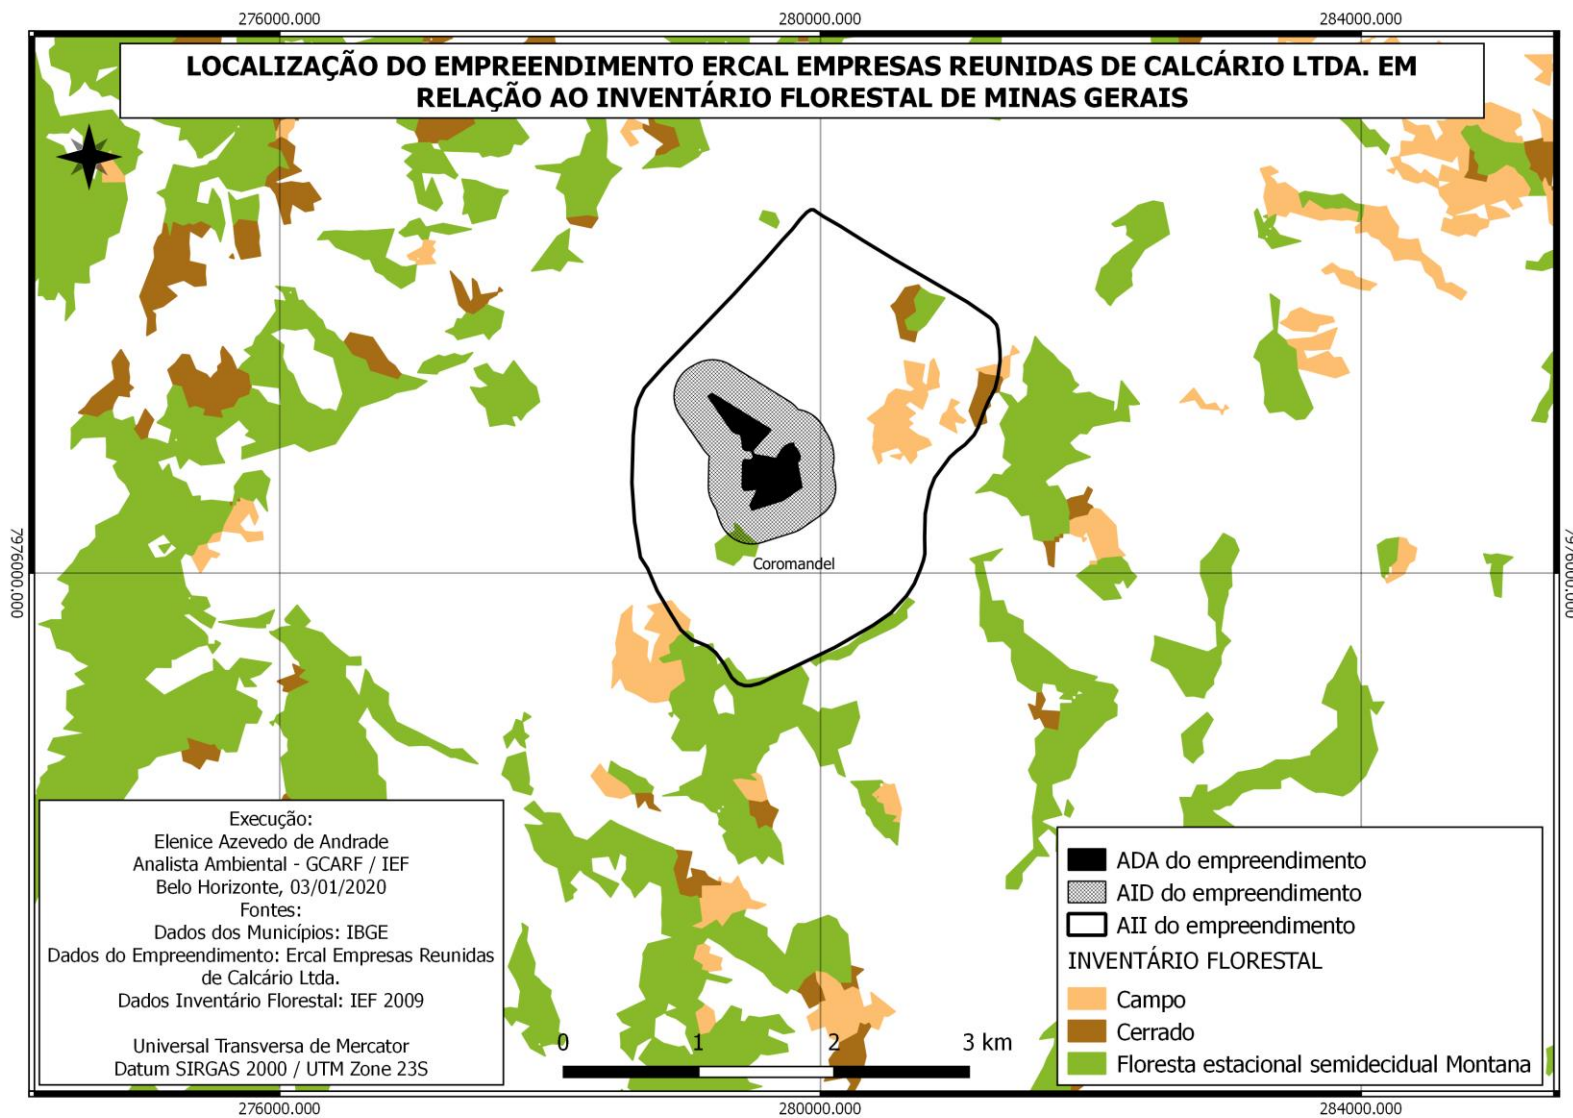 276000.000
280000.000
284000.000
LOCALIZAÇÃO DO EMPREENDIMENTO ERCAL EMPRESAS REUNIDAS DE CALCÁRIO LTDA. EM
RELAÇÃO AO INVENTÁRIO FLORESTAL DE MINAS GERAIS
7976000.000
7976000.000
Coromandel
Execução:
Elenice Azevedo de Andrade
Analista Ambiental - GCARF / IEF
Belo Horizonte, 03/01/2020
Fontes:
Dados dos Municípios: IBGE
Dados do Empreendimento: Ercal Empresas Reunidas
de Calcário Ltda.
Dados Inventário Florestal: IEF 2009
Universal Transversa de Mercator
Datum SIRGAS 2000 / UTM Zone 23S
0 1 2 3 km
ADA do empreendimento
AID do empreendimento
AII do empreendimento
INVENTÁRIO FLORESTAL
Campo
Cerrado
Floresta estacional semidecidual Montana
276000.000
280000.000
284000.000